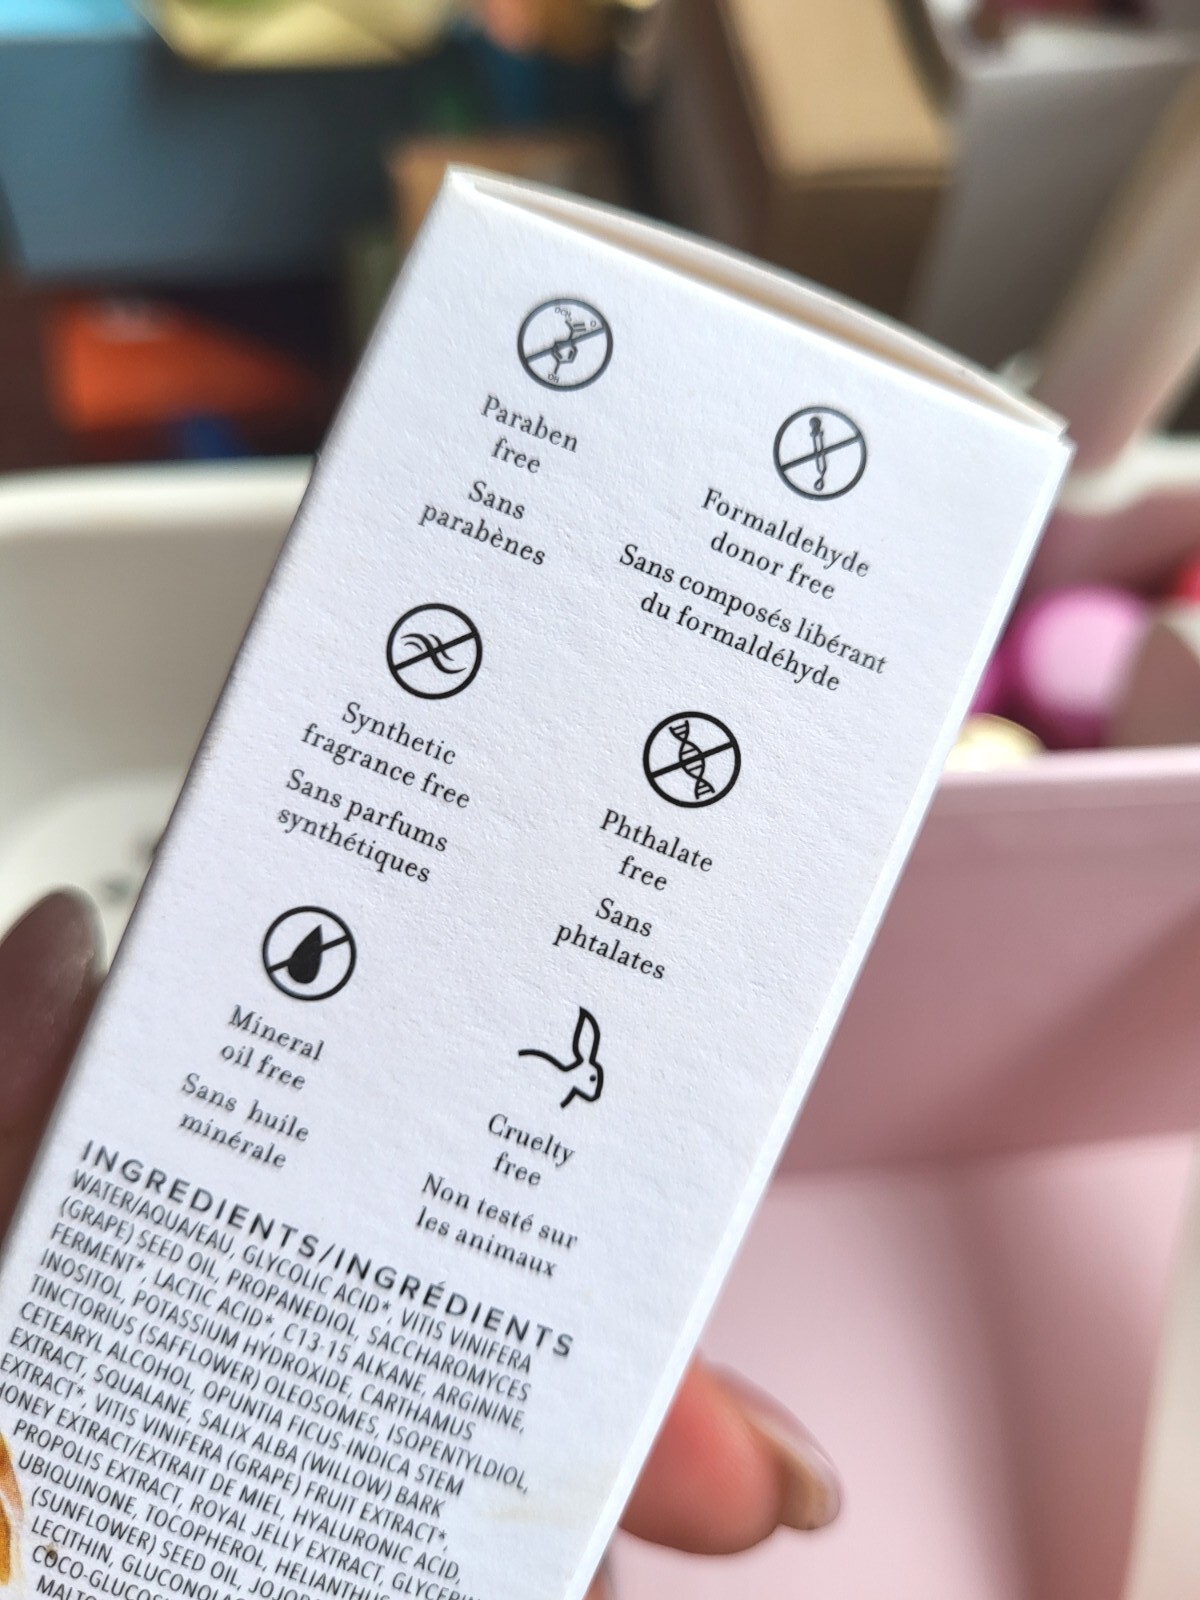 Paraben
free
Sans
parabènes
Formaldehyde
donor free
Sans composés libérant
du formaldéhyde
Synthetic
fragrance free
Sans parfums
synthétiques
Phthalate
free
Sans
phtalates
Mineral
oil free
Sans huile
minérale
Cruelty
free
Non testé sur
les animaux
INGREDIENTS/INGRÉDIENTS
WATER/AQUA/EAU, GLYCOLIC ACID*, VITIS VINIFERA
(GRAPE) SEED OIL, PROPANEDIOL, SACCHAROMYCES
FERMENT*, LACTIC ACID*, C13-15 ALKANE, ARGININE,
INOSITOL, POTASSIUM HYDROXIDE, CARTHAMUS
TINCTORIUS (SAFFLOWER) OLEOSOMES, ISOPENTYLDIOL,
CETEARYL ALCOHOL, OPUNTIA FICUS-INDICA STEM
EXTRACT, SQUALANE, SALIX ALBA (WILLOW) BARK
EXTRACT*, VITIS VINIFERA (GRAPE) FRUIT EXTRACT*,
HONEY EXTRACT/EXTRAIT DE MIEL, HYALURONIC ACID,
PROPOLIS EXTRACT, ROYAL JELLY EXTRACT,
UBIQUINONE, TOCOPHEROL,
(SUNFLOWER) SEED OIL,
LECITHIN,